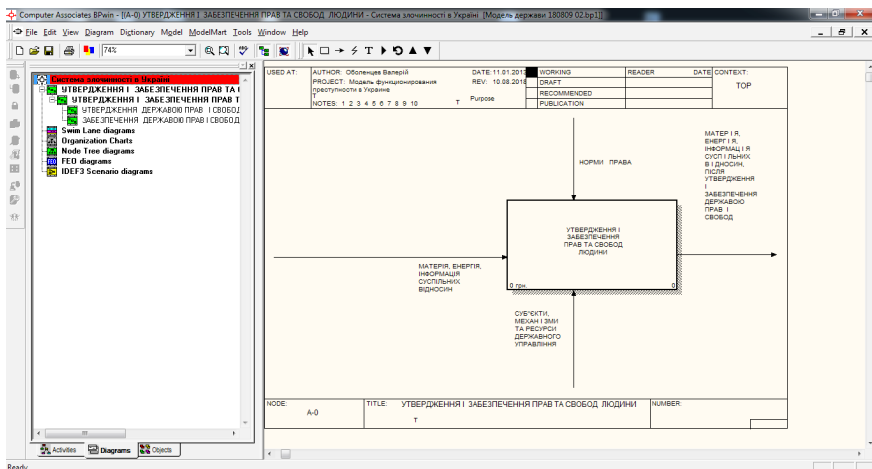 Computer Associates BPwin - [(A-0) УТВЕРДЖЕННЯ І ЗАБЕЗПЕЧЕННЯ ПРАВ ТА СВОБОД ЛЮДИНИ - Система злочинності в Україні [Модель держави 180809 02.bp1]]
File Edit View Diagram Dictionary Model ModelMart Tools Window Help
74%
Система злочинності в Україні
УТВЕРДЖЕННЯ І ЗАБЕЗПЕЧЕННЯ ПРАВ ТА І
УТВЕРДЖЕННЯ І ЗАБЕЗПЕЧЕННЯ ПРАВ Т
УТВЕРДЖЕННЯ ДЕРЖАВОЮ ПРАВ І СВОБОД
ЗАБЕЗПЕЧЕННЯ ДЕРЖАВОЮ ПРАВ І СВОБОД
Swim Lane diagrams
Organization Charts
Node Tree diagrams
FEO diagrams
IDEF3 Scenario diagrams
Activities Diagrams Objects
Ready
USED AT: AUTHOR: Оболенцев Валерій DATE: 11.01.2013 WORKING READER DATE CONTEXT:
PROJECT: Модель функционирования REV: 10.08.2018 DRAFT TOP
преступности в Украине RECOMMENDED
Т Purpose
NOTES: 1 2 3 4 5 6 7 8 9 10 Т PUBLICATION
НОРМИ ПРАВА
МАТЕР І Я,
ЕНЕРГ І Я,
ІНФОРМАЦ І Я
СУСП І ЛЬНИХ
В І ДНОСИН,
ПІСЛЯ
УТВЕРДЖЕННЯ
І
ЗАБЕЗПЕЧЕННЯ
ДЕРЖАВОЮ
ПРАВ І
СВОБОД
УТВЕРДЖЕННЯ І
ЗАБЕЗПЕЧЕННЯ
ПРАВ ТА СВОБОД
ЛЮДИНИ
0 грн. 0
МАТЕРІЯ, ЕНЕРГІЯ,
ІНФОРМАЦІЯ
СУСПІЛЬНИХ
ВІДНОСИН
СУБ'ЄКТИ,
МЕХАН І ЗМИ
ТА РЕСУРСИ
ДЕРЖАВНОГО
УПРАВЛІННЯ
NODE: TITLE: УТВЕРДЖЕННЯ І ЗАБЕЗПЕЧЕННЯ ПРАВ ТА СВОБОД ЛЮДИНИ NUMBER:
A-0
Т